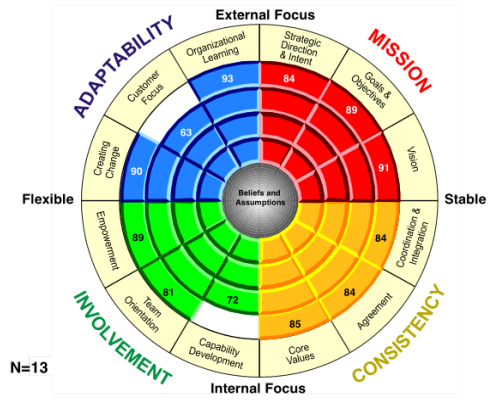 External Focus
ADAPTABILITY
MISSION
Organizational
Learning
93
Strategic
Direction
& Intent
84
Customer
Focus
63
Goals &
Objectives
89
Creating
Change
90
Vision
91
Flexible
Beliefs and
Assumptions
Stable
Empowerment
89
Coordination &
Integration
84
Team
Orientation
81
Agreement
84
Capability
Development
72
Core
Values
85
INVOLVEMENT
CONSISTENCY
N=13
Internal Focus